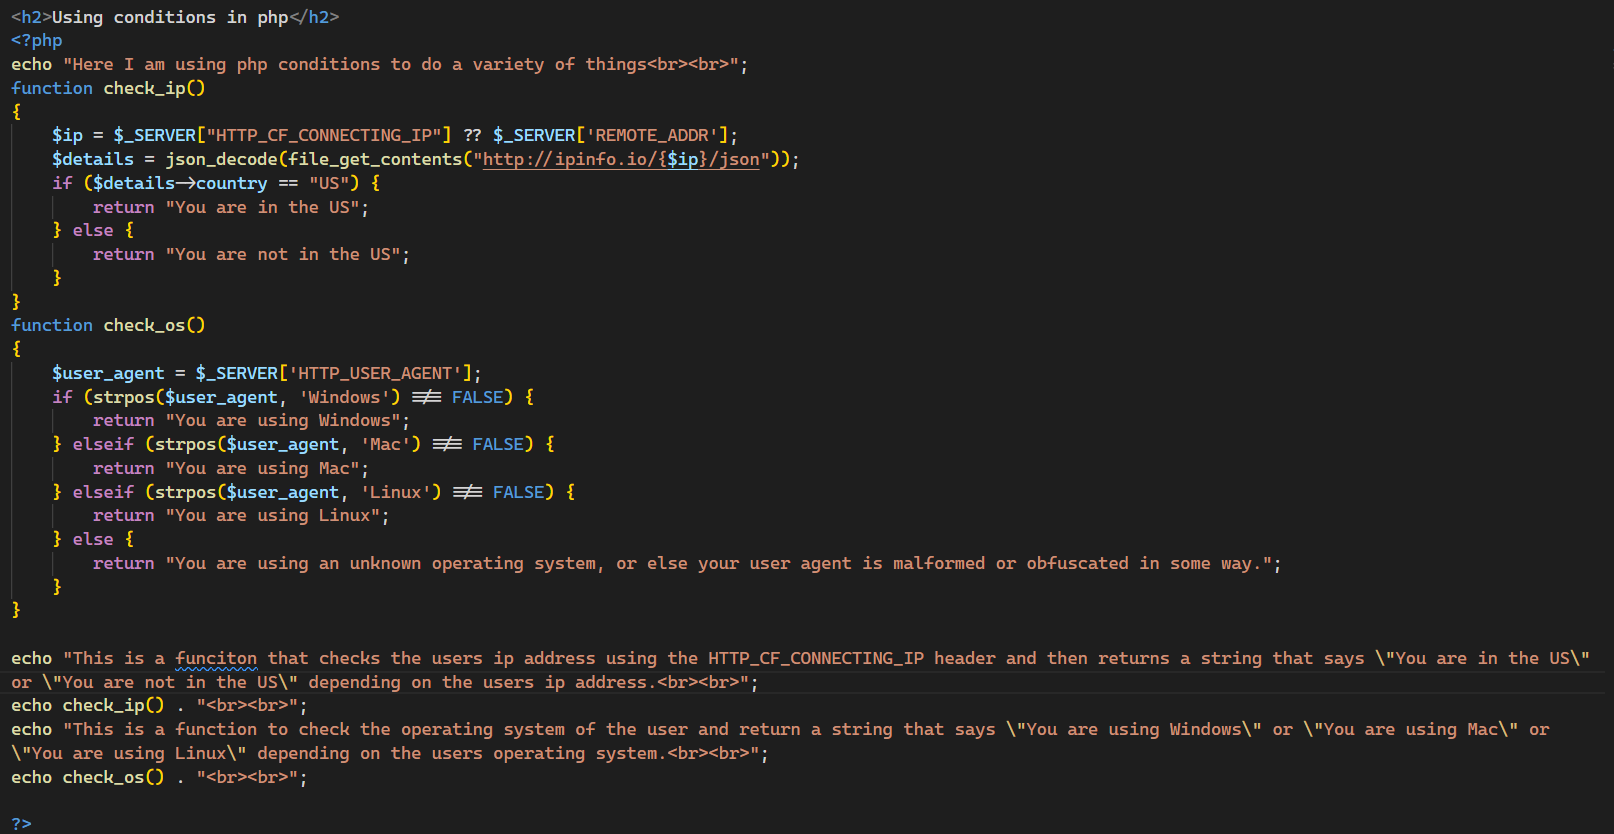 <h2>Using conditions in php</h2>
<?php
echo "Here I am using php conditions to do a variety of things<br><br>";
function check_ip()
{
    $ip = $_SERVER["HTTP_CF_CONNECTING_IP"] ?? $_SERVER['REMOTE_ADDR'];
    $details = json_decode(file_get_contents("http://ipinfo.io/{$ip}/json"));
    if ($details->country == "US") {
        return "You are in the US";
    } else {
        return "You are not in the US";
    }
}
function check_os()
{
    $user_agent = $_SERVER['HTTP_USER_AGENT'];
    if (strpos($user_agent, 'Windows') !== FALSE) {
        return "You are using Windows";
    } elseif (strpos($user_agent, 'Mac') !== FALSE) {
        return "You are using Mac";
    } elseif (strpos($user_agent, 'Linux') !== FALSE) {
        return "You are using Linux";
    } else {
        return "You are using an unknown operating system, or else your user agent is malformed or obfuscated in some way.";
    }
}

echo "This is a funciton that checks the users ip address using the HTTP_CF_CONNECTING_IP header and then returns a string that says \"You are in the US\"
or \"You are not in the US\" depending on the users ip address.<br><br>";
echo check_ip() . "<br><br>";
echo "This is a function to check the operating system of the user and return a string that says \"You are using Windows\" or \"You are using Mac\" or
\"You are using Linux\" depending on the users operating system.<br><br>";
echo check_os() . "<br><br>";

?>